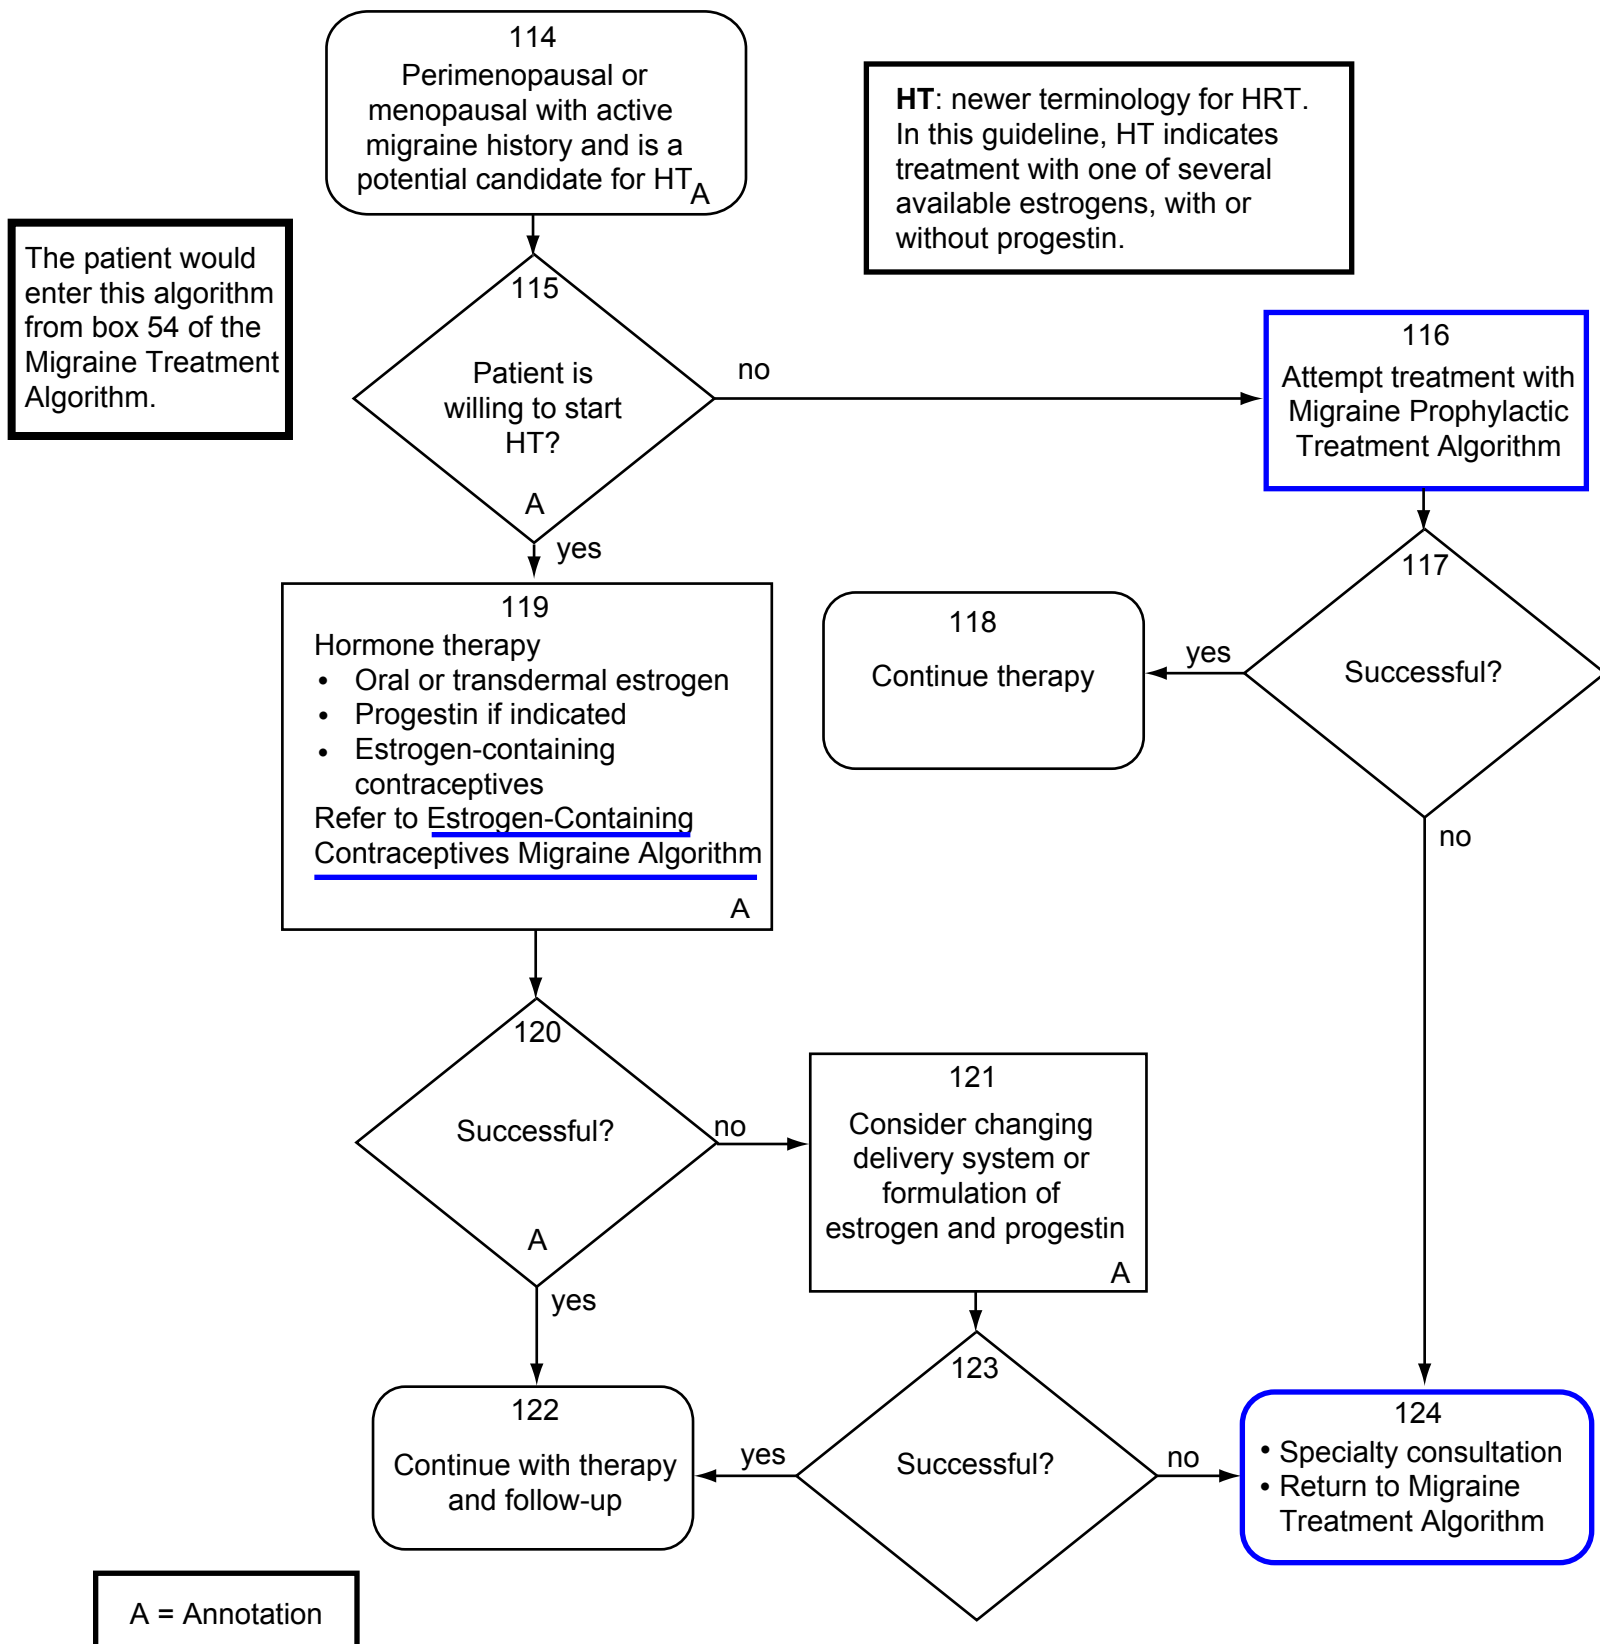 114
Perimenopausal or
menopausal with active
migraine history and is a
potential candidate for HT
A
HT: newer terminology for HRT.
In this guideline, HT indicates
treatment with one of several
available estrogens, with or
without progestin.
The patient would
enter this algorithm
from box 54 of the
Migraine Treatment
Algorithm.
115
Patient is
willing to start
HT?
A
no
yes
116
Attempt treatment with
Migraine Prophylactic
Treatment Algorithm
117
Successful?
yes
no
118
Continue therapy
119
Hormone therapy
• Oral or transdermal estrogen
• Progestin if indicated
• Estrogen-containing
contraceptives
Refer to Estrogen-Containing
Contraceptives Migraine Algorithm
A
120
Successful?
A
no
yes
121
Consider changing
delivery system or
formulation of
estrogen and progestin
A
123
Successful?
yes
no
122
Continue with therapy
and follow-up
124
• Specialty consultation
• Return to Migraine
Treatment Algorithm
A = Annotation